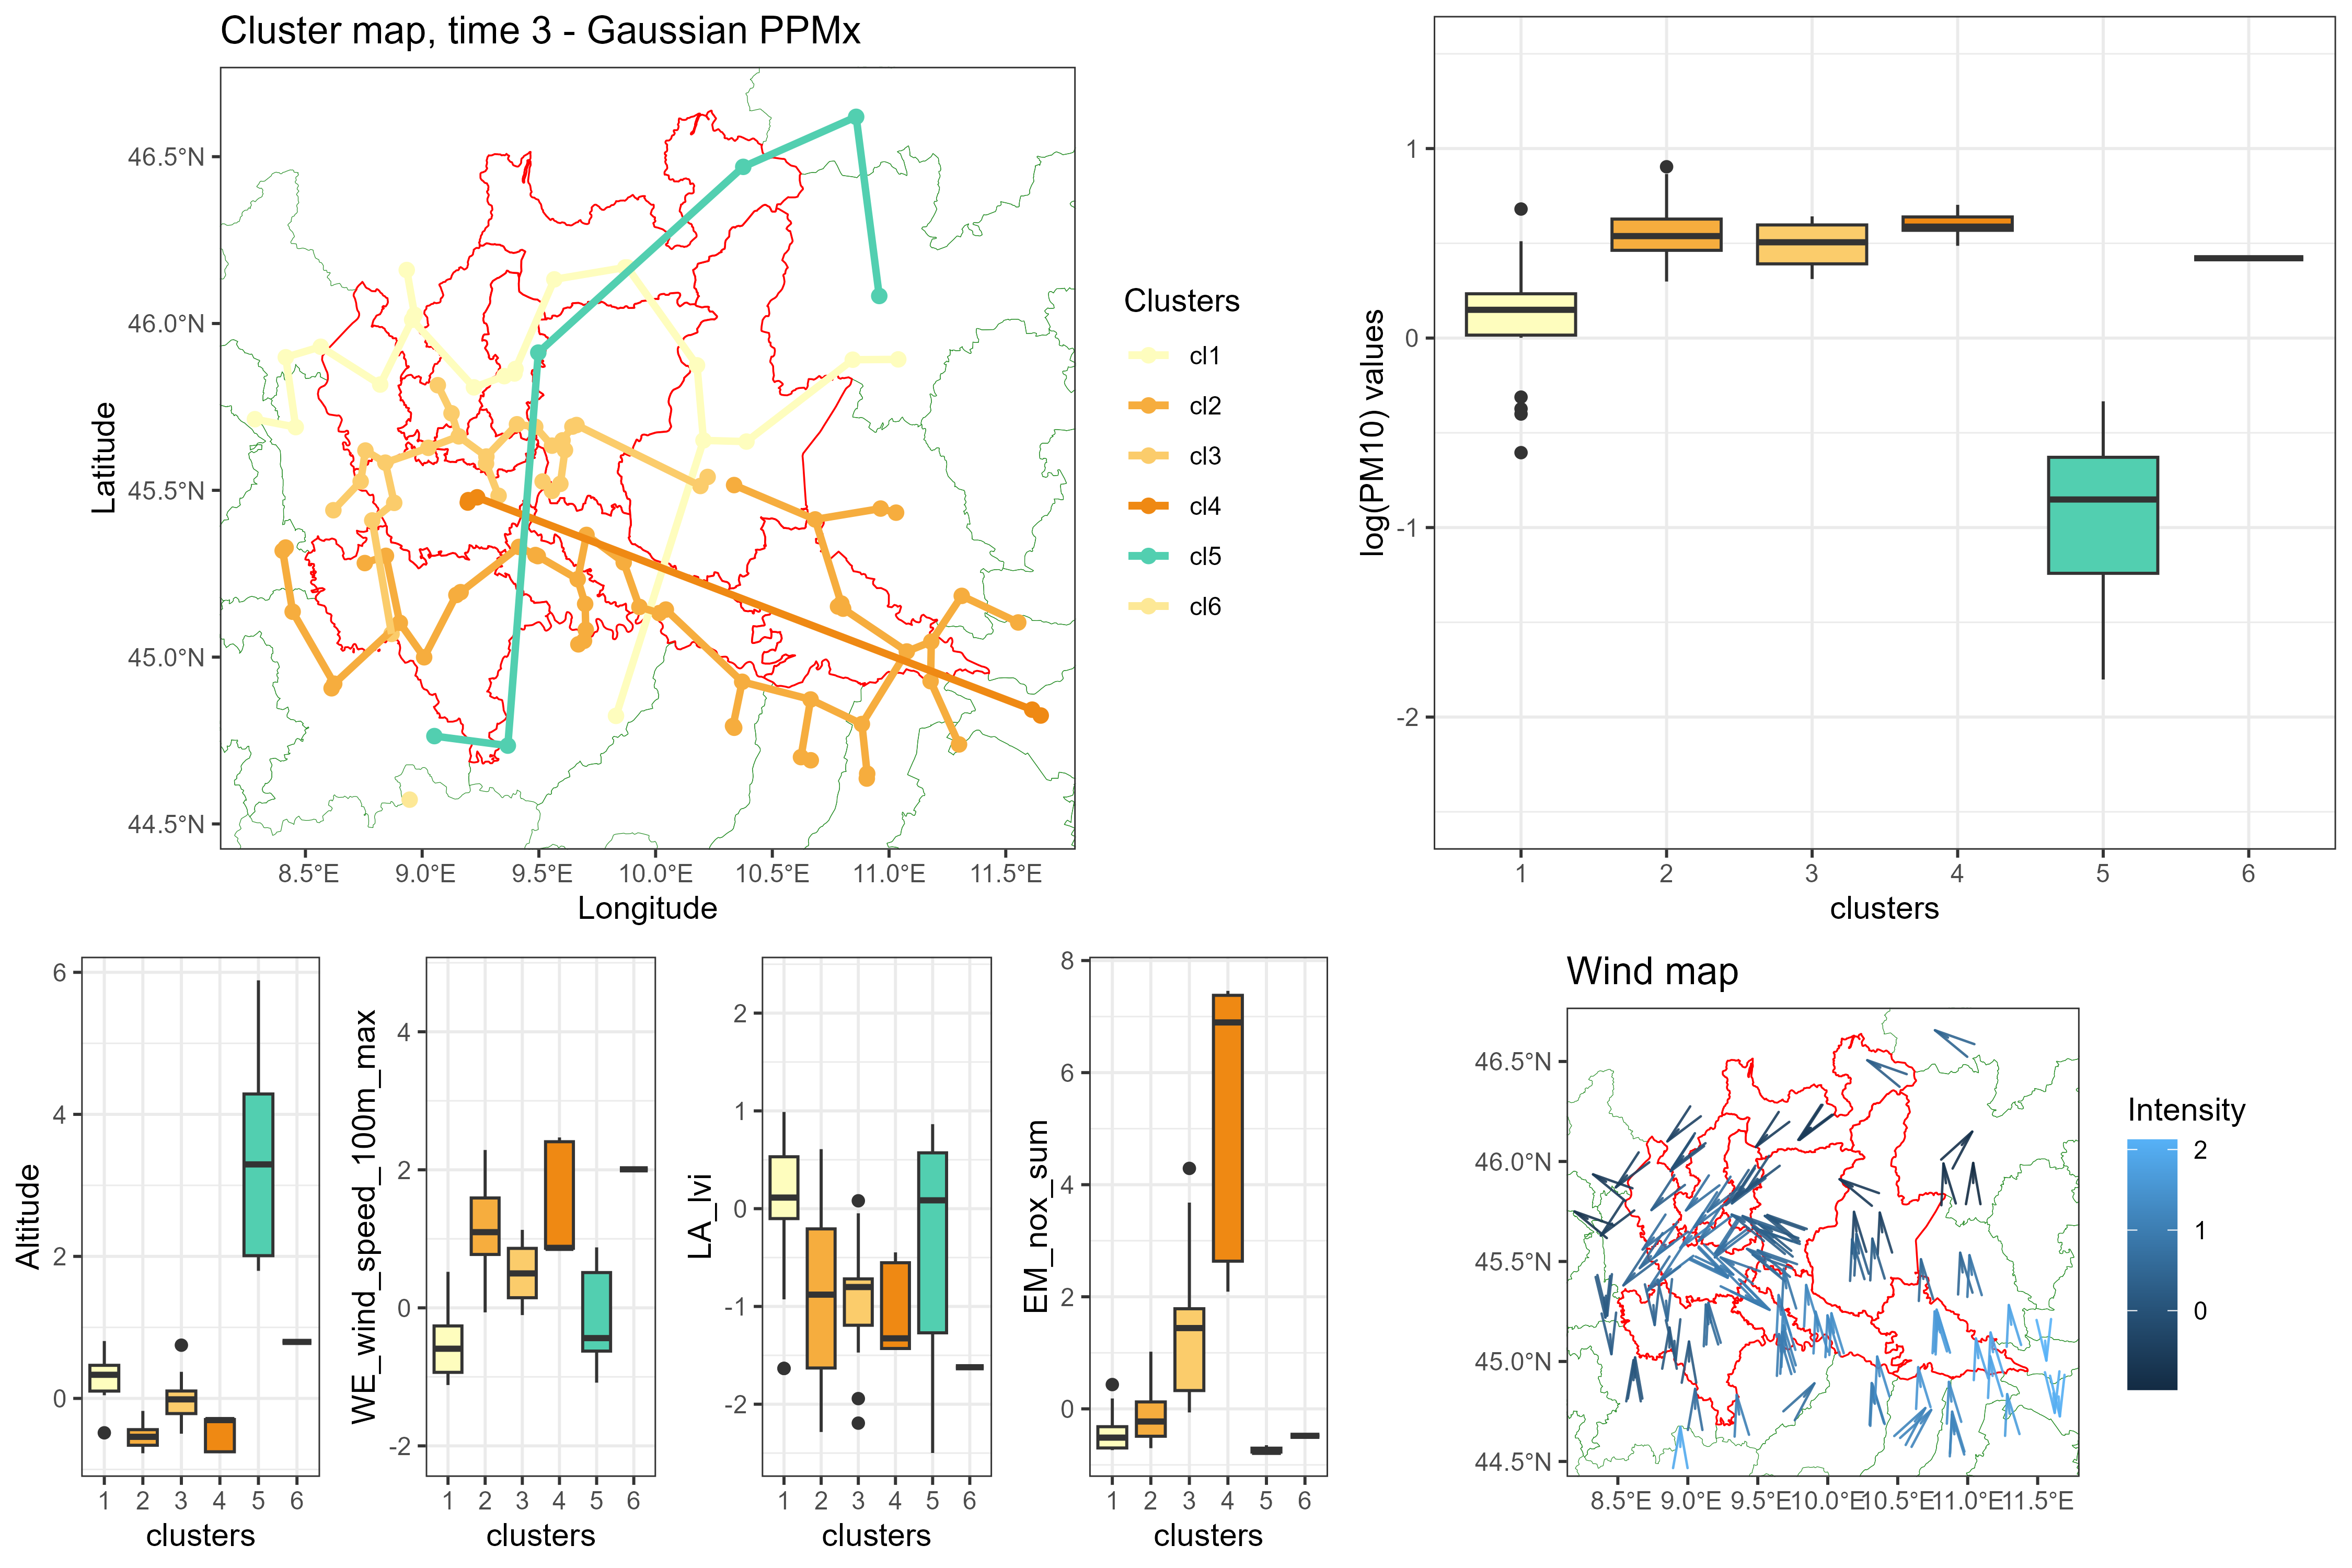 Cluster map, time 3 - Gaussian PPMx
46.5°N
46.0°N
45.5°N
45.0°N
44.5°N
Latitude
8.5°E 9.0°E 9.5°E 10.0°E 10.5°E 11.0°E 11.5°E
Longitude
Clusters
cl1
cl2
cl3
cl4
cl5
cl6
log(PM10) values
1
0
-1
-2
1 2 3 4 5 6
clusters
Altitude
6
4
2
0
1 2 3 4 5 6
clusters
WE_wind_speed_100m_max
4
2
0
-2
1 2 3 4 5 6
clusters
LA_lvi
2
1
0
-1
-2
1 2 3 4 5 6
clusters
EM_nox_sum
8
6
4
2
0
1 2 3 4 5 6
clusters
Wind map
46.5°N
46.0°N
45.5°N
45.0°N
44.5°N
8.5°E 9.0°E 9.5°E 10.0°E 10.5°E 11.0°E 11.5°E
Intensity
2
1
0